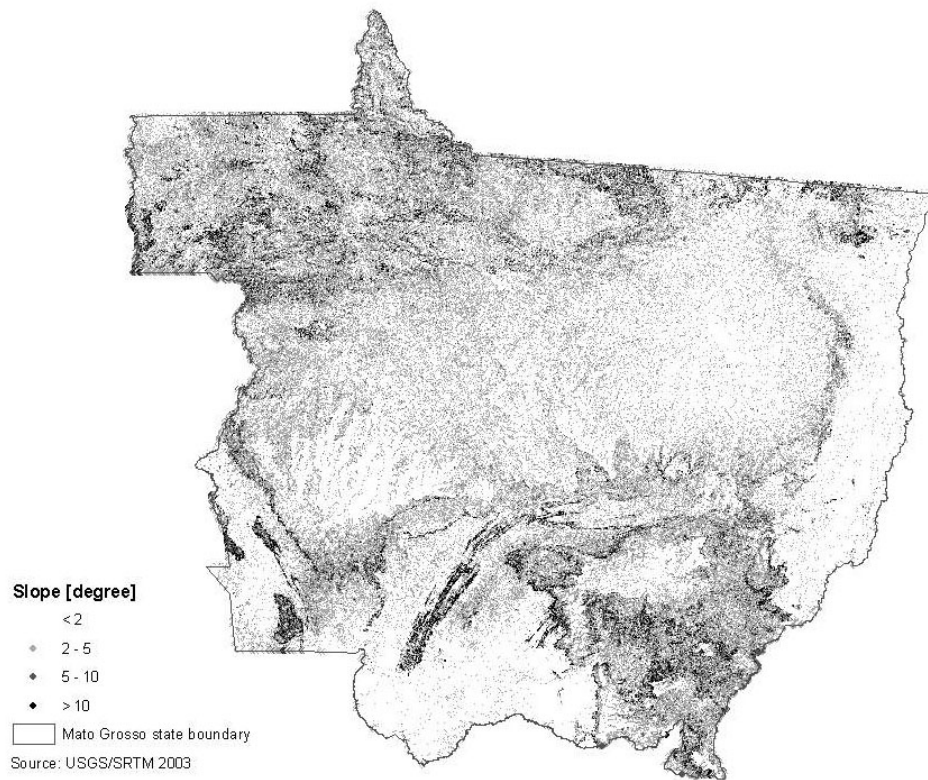 Slope [degree]
< 2
2 - 5
5 - 10
> 10
Mato Grosso state boundary
Source: USGS/SRTM 2003